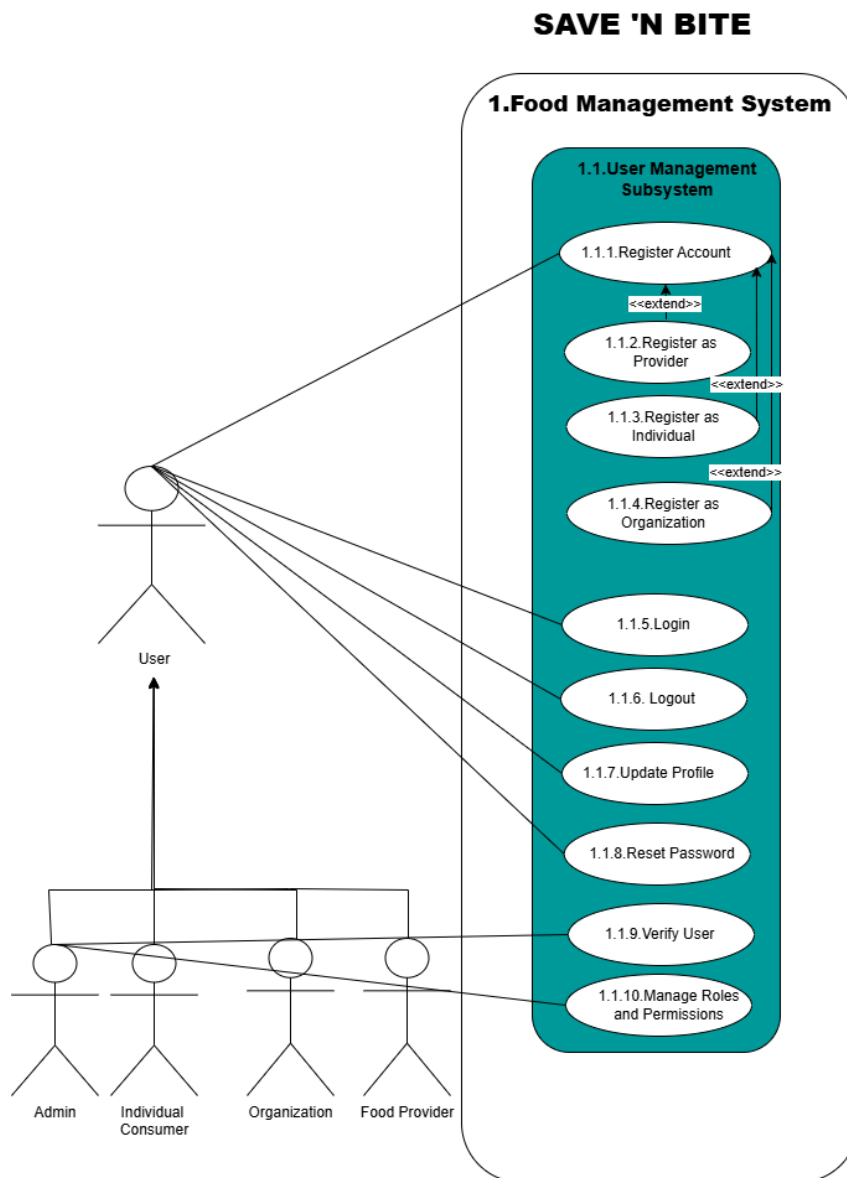 SAVE 'N BITE
1.Food Management System
1.1.User Management
Subsystem
1.1.1.Register Account
<<extend>>
1.1.2.Register as
Provider
<<extend>>
1.1.3.Register as
Individual
<<extend>>
1.1.4.Register as
Organization
1.1.5.Login
User
1.1.6. Logout
1.1.7.Update Profile
1.1.8.Reset Password
1.1.9.Verify User
1.1.10.Manage Roles
and Permissions
Admin
Individual
Consumer
Organization
Food Provider